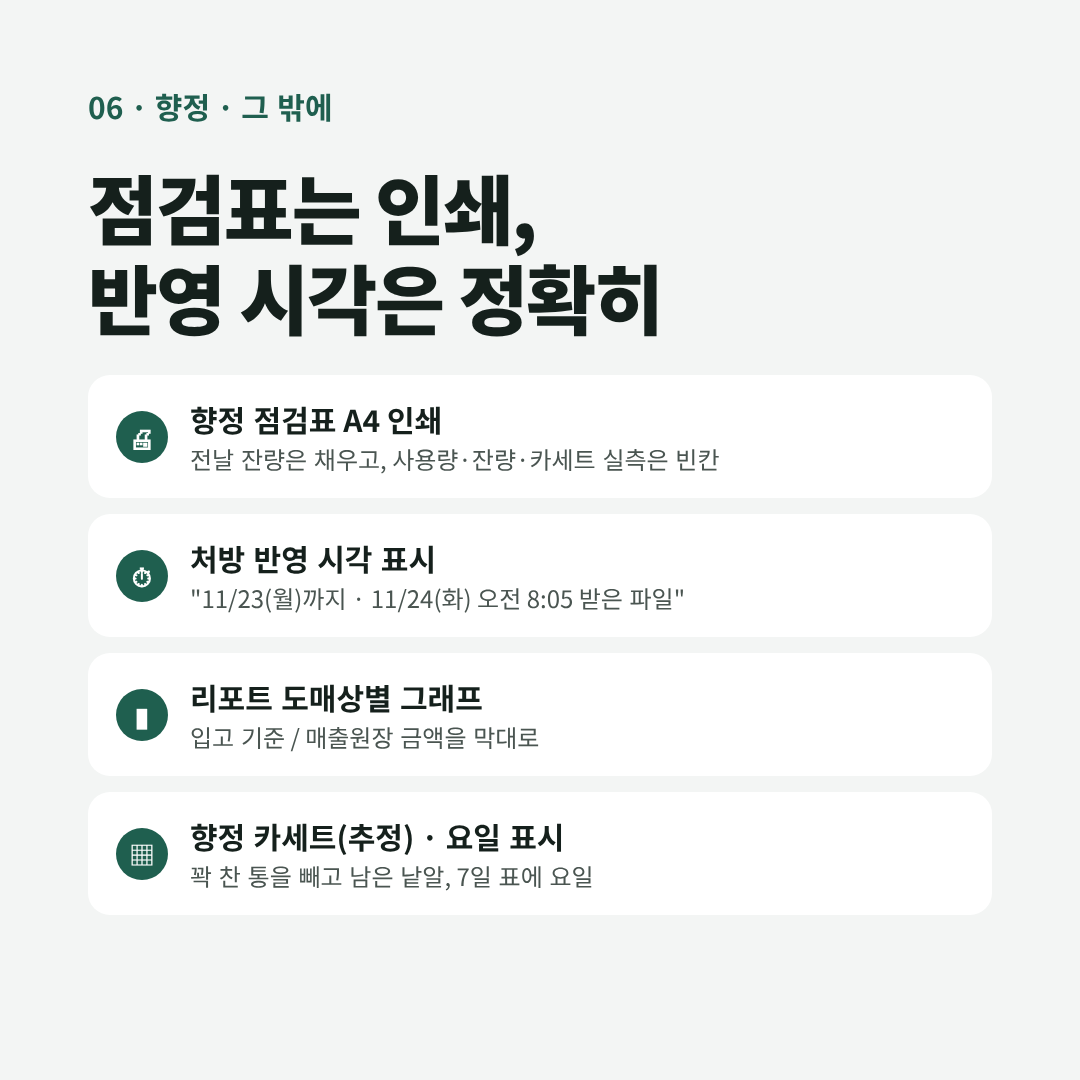 06 · 향정 · 그 밖에
점검표는 인쇄,
반영 시각은 정확히
향정 점검표 A4 인쇄
전날 잔량은 채우고, 사용량·잔량·카세트 실측은 빈칸
처방 반영 시각 표시
"11/23(월)까지 · 11/24(화) 오전 8:05 받은 파일"
리포트 도매상별 그래프
입고 기준 / 매출원장 금액을 막대로
향정 카세트(추정) · 요일 표시
꽉 찬 통을 빼고 남은 낱알, 7일 표에 요일